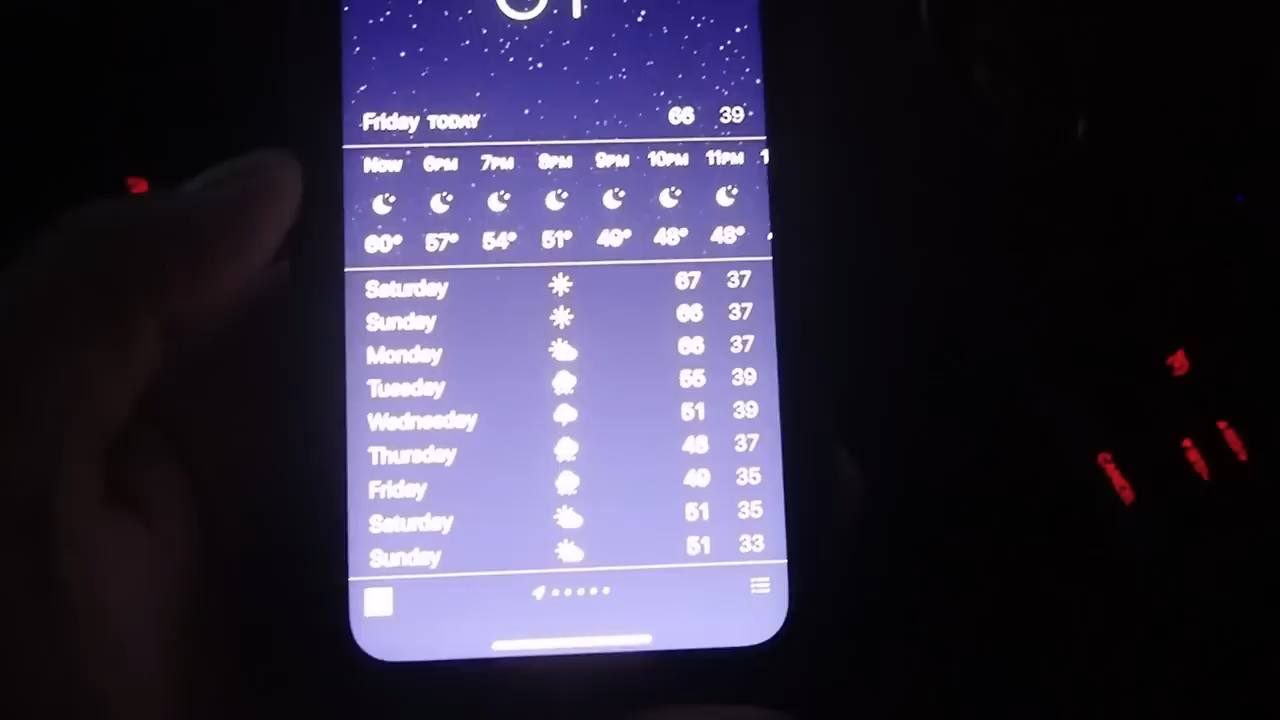 Friday TODAY 66 39
Now 6PM 7PM 8PM 9PM 10PM 11PM 1
60° 57° 54° 51° 49° 48° 48°
Saturday 67 37
Sunday 66 37
Monday 66 37
Tuesday 55 39
Wednesday 51 39
Thursday 48 37
Friday 49 35
Saturday 51 35
Sunday 51 33
3